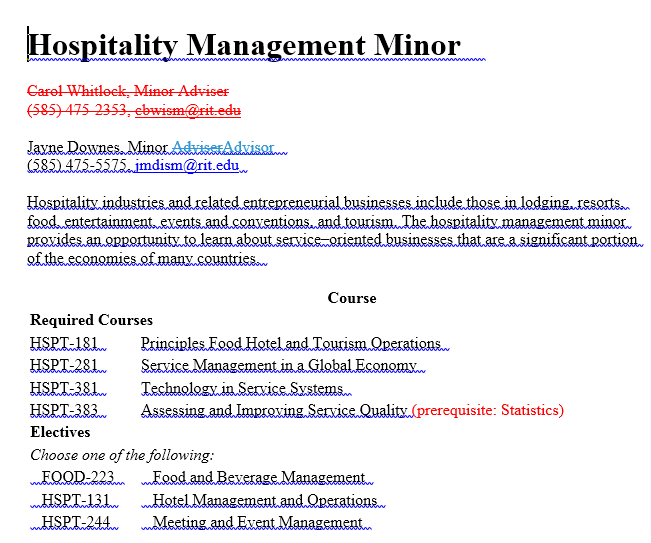 Hospitality Management Minor
Carol Whitlock, Minor Adviser
(585) 475-2353, cbwism@rit.edu
Jayne Downes, Minor AdviserAdvisor
(585) 475-5575, jmdism@rit.edu
Hospitality industries and related entrepreneurial businesses include those in lodging, resorts,
food, entertainment, events and conventions, and tourism. The hospitality management minor
provides an opportunity to learn about service–oriented businesses that are a significant portion
of the economies of many countries.
Course
Required Courses
HSPT-181 Principles Food Hotel and Tourism Operations
HSPT-281 Service Management in a Global Economy
HSPT-381 Technology in Service Systems
HSPT-383 Assessing and Improving Service Quality (prerequisite: Statistics)
Electives
Choose one of the following:
FOOD-223 Food and Beverage Management
HSPT-131 Hotel Management and Operations
HSPT-244 Meeting and Event Management